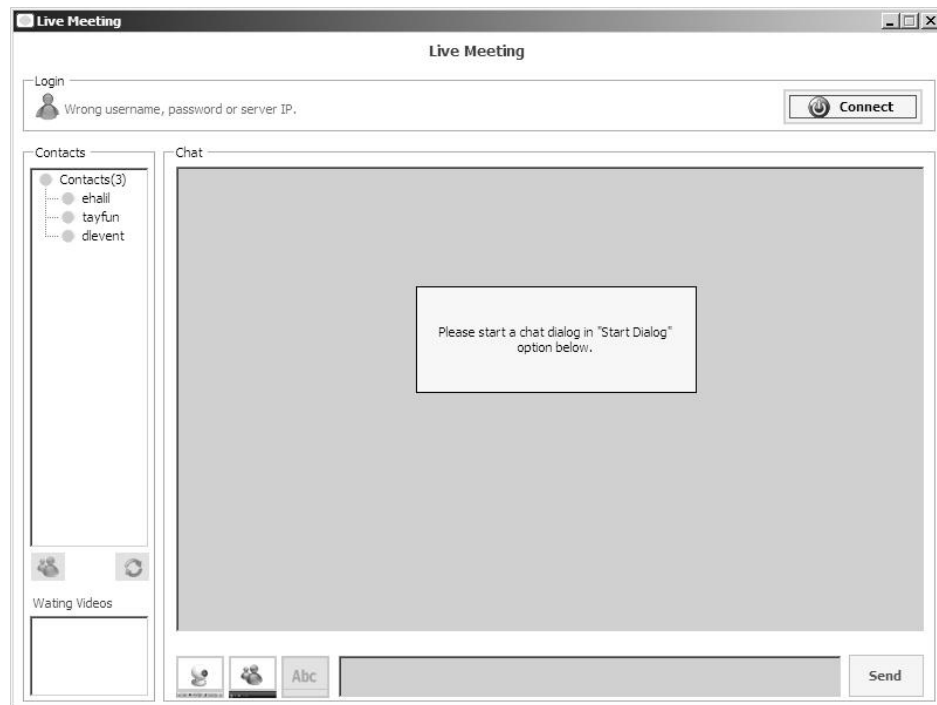 Live Meeting
Live Meeting
Login
Wrong username, password or server IP.
Connect
Contacts
Contacts(3)
ehalil
tayfun
dlevent
Chat
Please start a chat dialog in "Start Dialog"
option below.
Wating Videos
Abc
Send